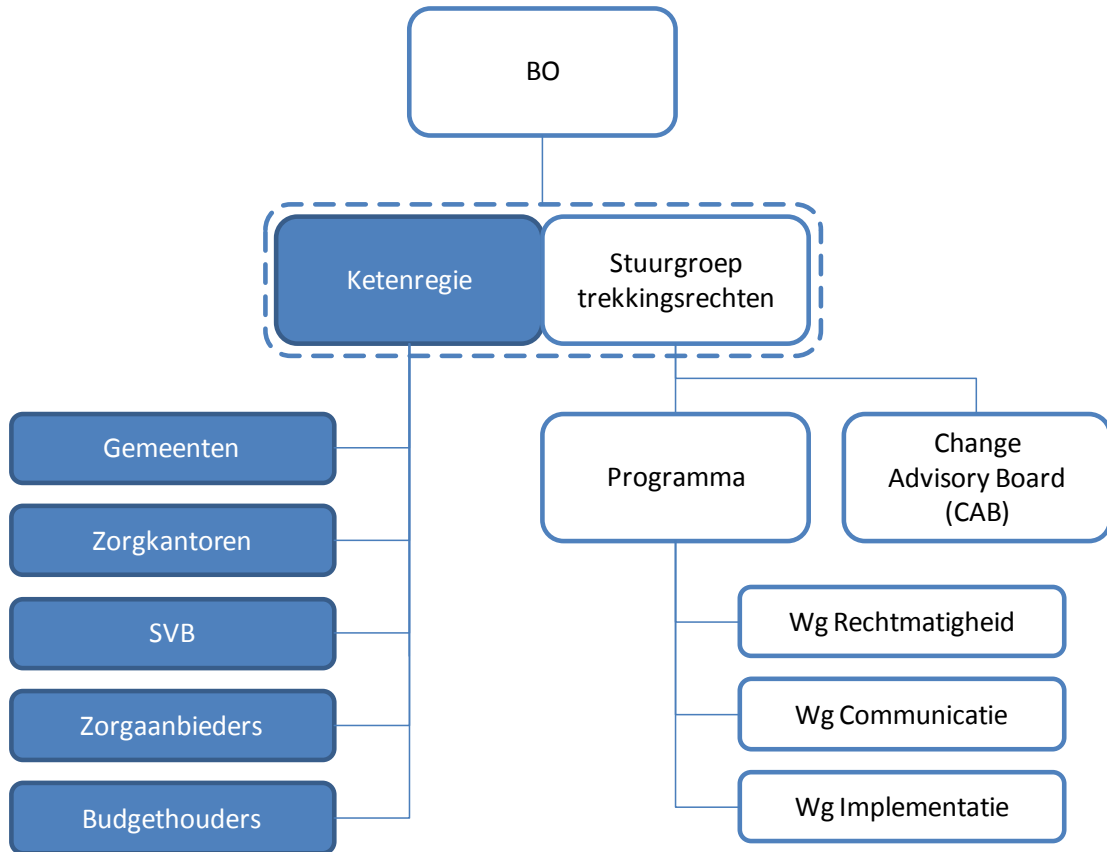 BO
Ketenregie
Stuurgroep
trekkingsrechten
Gemeenten
Zorgkantoren
SVB
Zorgaanbieders
Budgethouders
Programma
Change
Advisory Board
(CAB)
Wg Rechtmatigheid
Wg Communicatie
Wg Implementatie